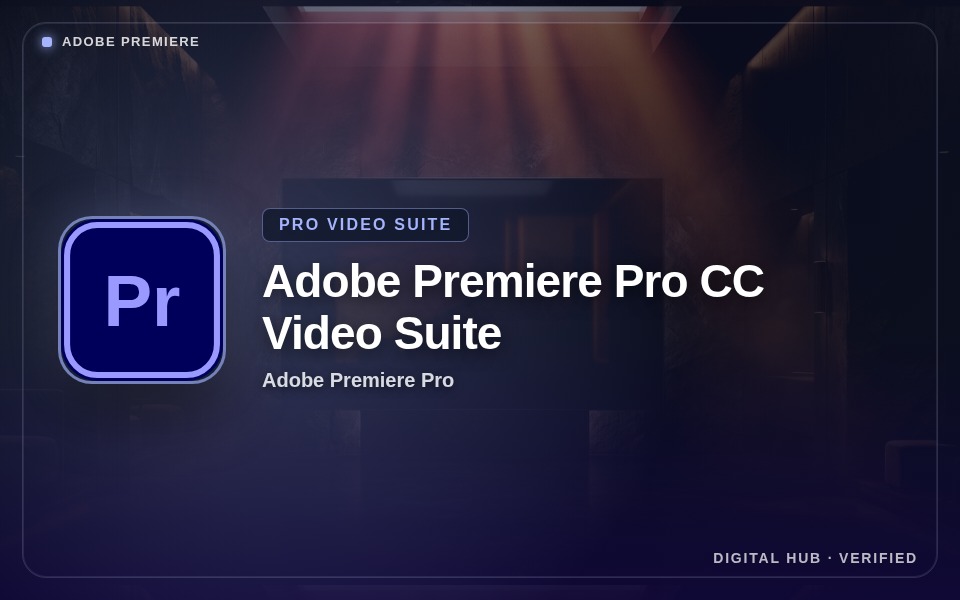 ADOBE PREMIERE
PRO VIDEO SUITE
Pr
Adobe Premiere Pro CC
Video Suite
Adobe Premiere Pro
DIGITAL HUB · VERIFIED